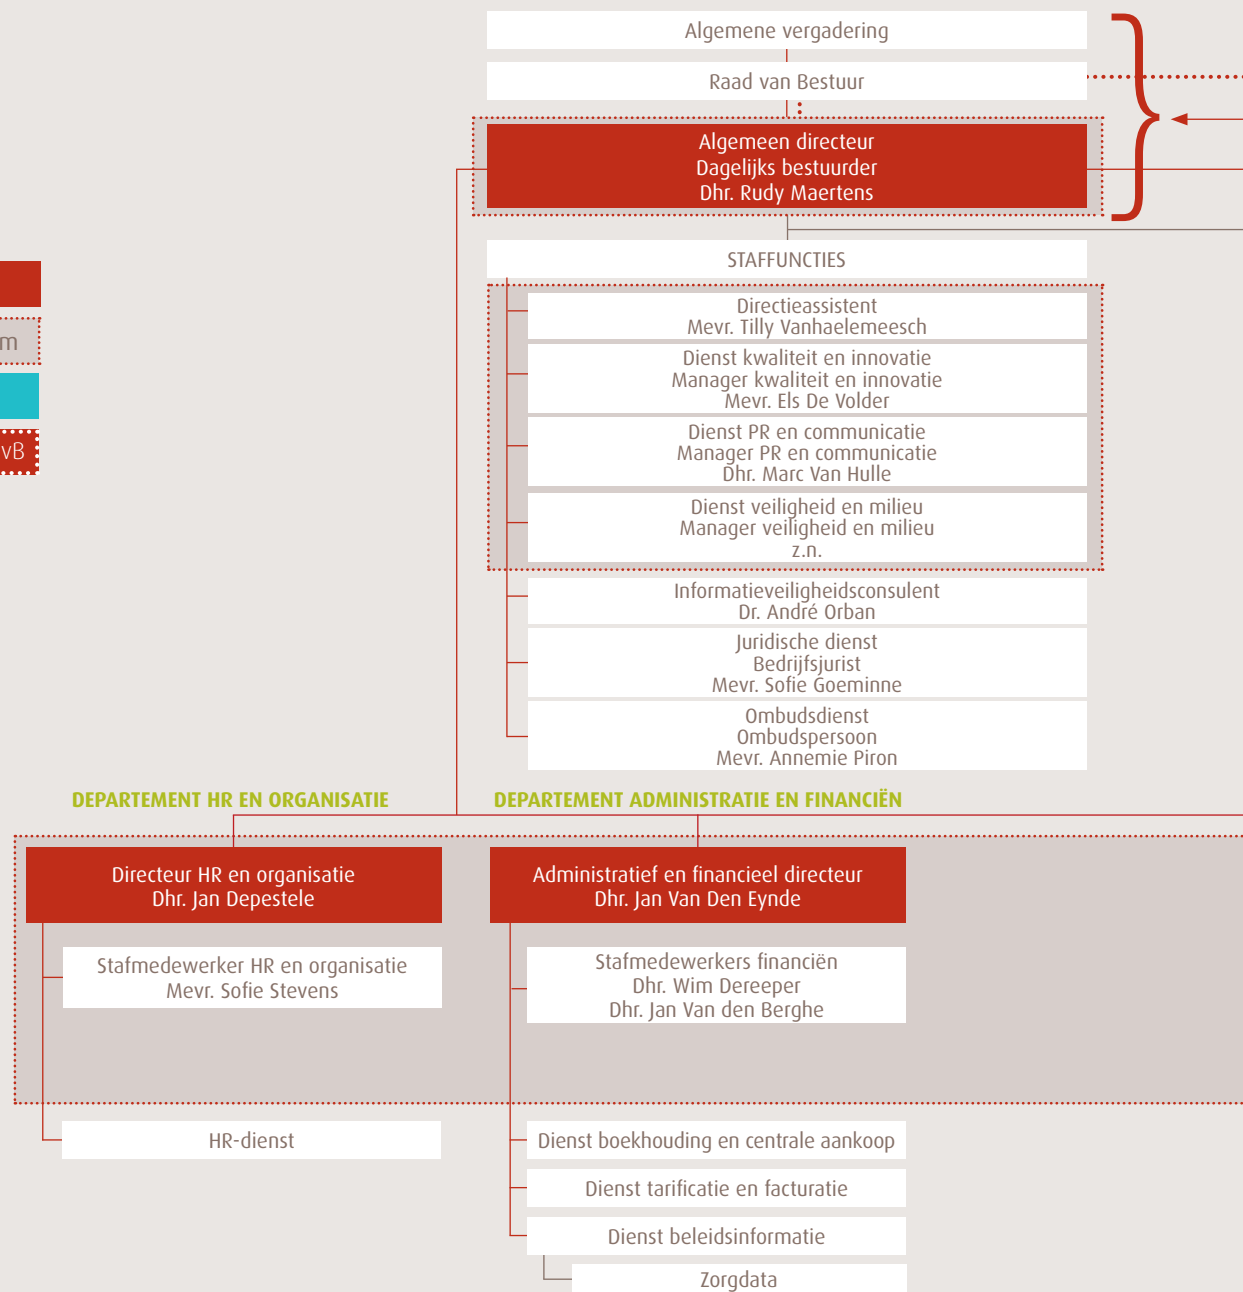 Algemene vergadering
Raad van Bestuur
Algemeen directeur
Dagelijks bestuurder
Dhr. Rudy Maertens
STAFFUNCTIES
m
vB
Directieassistent
Mevr. Tilly Vanhaelemeesch
Dienst kwaliteit en innovatie
Manager kwaliteit en innovatie
Mevr. Els De Volder
Dienst PR en communicatie
Manager PR en communicatie
Dhr. Marc Van Hulle
Dienst veiligheid en milieu
Manager veiligheid en milieu
z.n.
Informatieveiligheidsconsulent
Dr. André Orban
Juridische dienst
Bedrijfsjurist
Mevr. Sofie Goeminne
Ombudsdienst
Ombudspersoon
Mevr. Annemie Piron
DEPARTEMENT HR EN ORGANISATIE
Directeur HR en organisatie
Dhr. Jan Depestele
Stafmedewerker HR en organisatie
Mevr. Sofie Stevens
HR-dienst
DEPARTEMENT ADMINISTRATIE EN FINANCIËN
Administratief en financieel directeur
Dhr. Jan Van Den Eynde
Stafmedewerkers financiën
Dhr. Wim Dereeper
Dhr. Jan Van den Berghe
Dienst boekhouding en centrale aankoop
Dienst tarificatie en facturatie
Dienst beleidsinformatie
Zorgdata